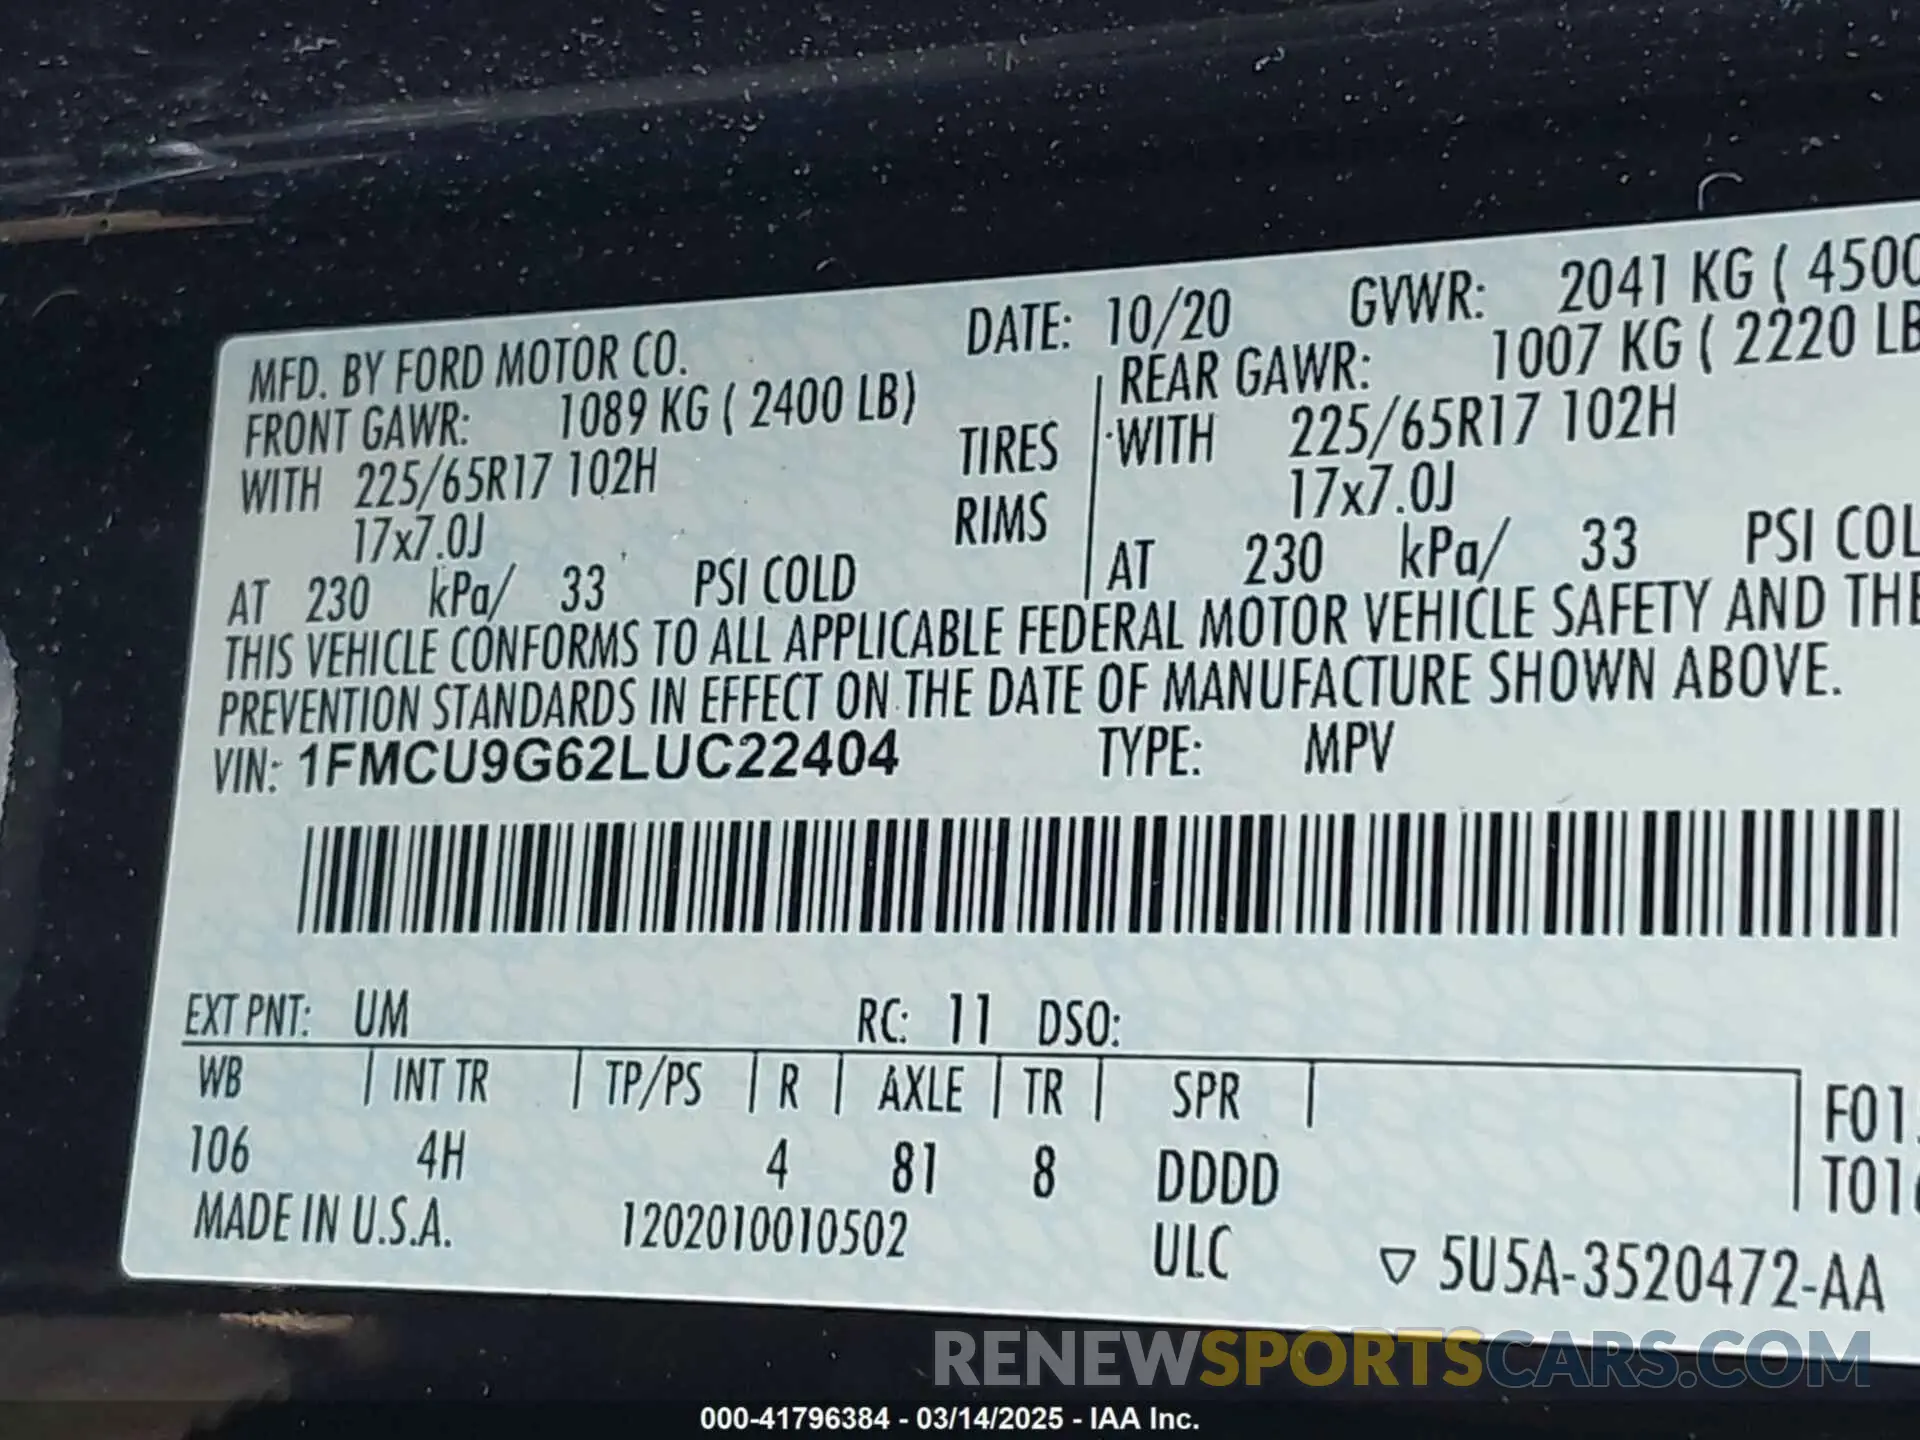 MFD. BY FORD MOTOR CO. DATE: 10/20 GVWR: 2041 KG ( 4500
FRONT GAWR: 1089 KG ( 2400 LB) REAR GAWR: 1007 KG ( 2220 LB
WITH 225/65R17 102H TIRES WITH 225/65R17 102H
17x7.0J RIMS 17x7.0J
AT 230 kPa/ 33 PSI COLD AT 230 kPa/ 33 PSI COL
THIS VEHICLE CONFORMS TO ALL APPLICABLE FEDERAL MOTOR VEHICLE SAFETY AND THE
PREVENTION STANDARDS IN EFFECT ON THE DATE OF MANUFACTURE SHOWN ABOVE.
VIN: 1FMCU9G62LUC22404 TYPE: MPV
EXT PNT: UM RC: 11 DSO:
WB INT TR TP/PS R AXLE TR SPR
106 4H 4 81 8 DDDD
F01
T01
MADE IN U.S.A. 1202010010502 ULC ▽ 5U5A-3520472-AA
RENEWSPORTSCARS.COM
000-41796384 - 03/14/2025 - IAA Inc.